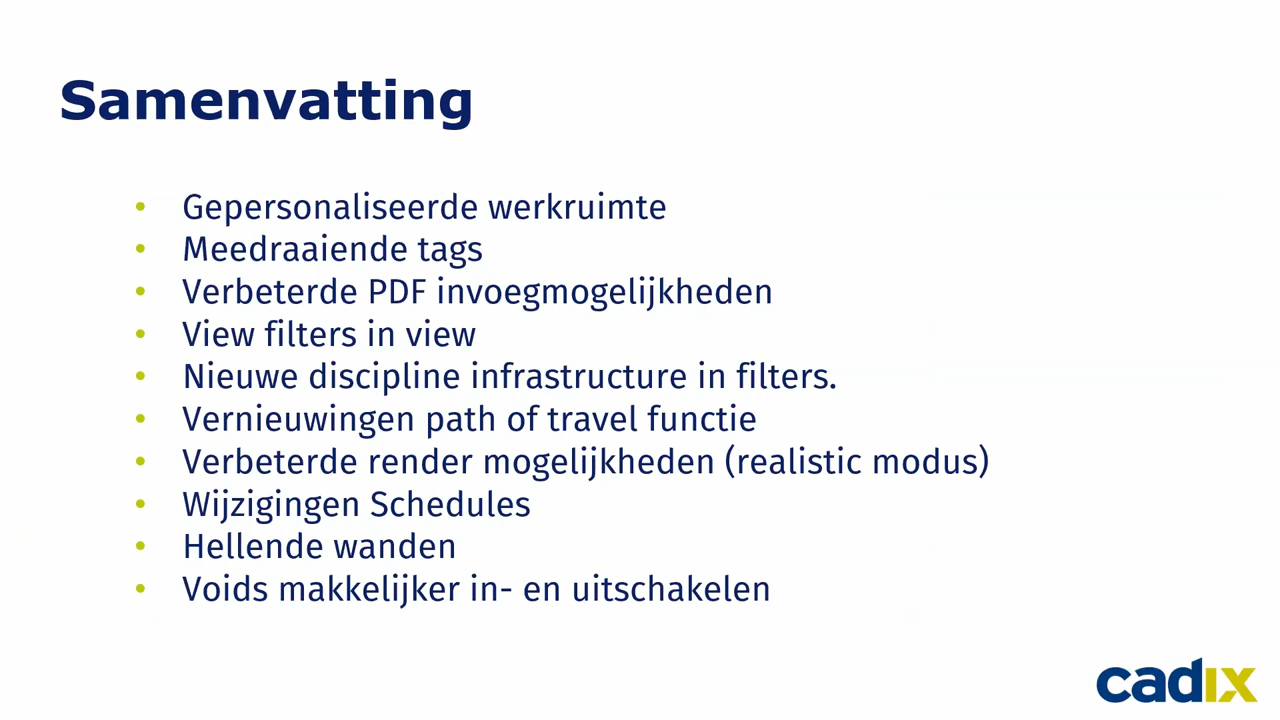 Samenvatting
• Gepersonaliseerde werkruimte
• Meedraaiende tags
• Verbeterde PDF invoegmogelijkheden
• View filters in view
• Nieuwe discipline infrastructure in filters.
• Vernieuwingen path of travel functie
• Verbeterde render mogelijkheden (realistic modus)
• Wijzigingen Schedules
• Hellende wanden
• Voids makkelijker in- en uitschakelen
cadix